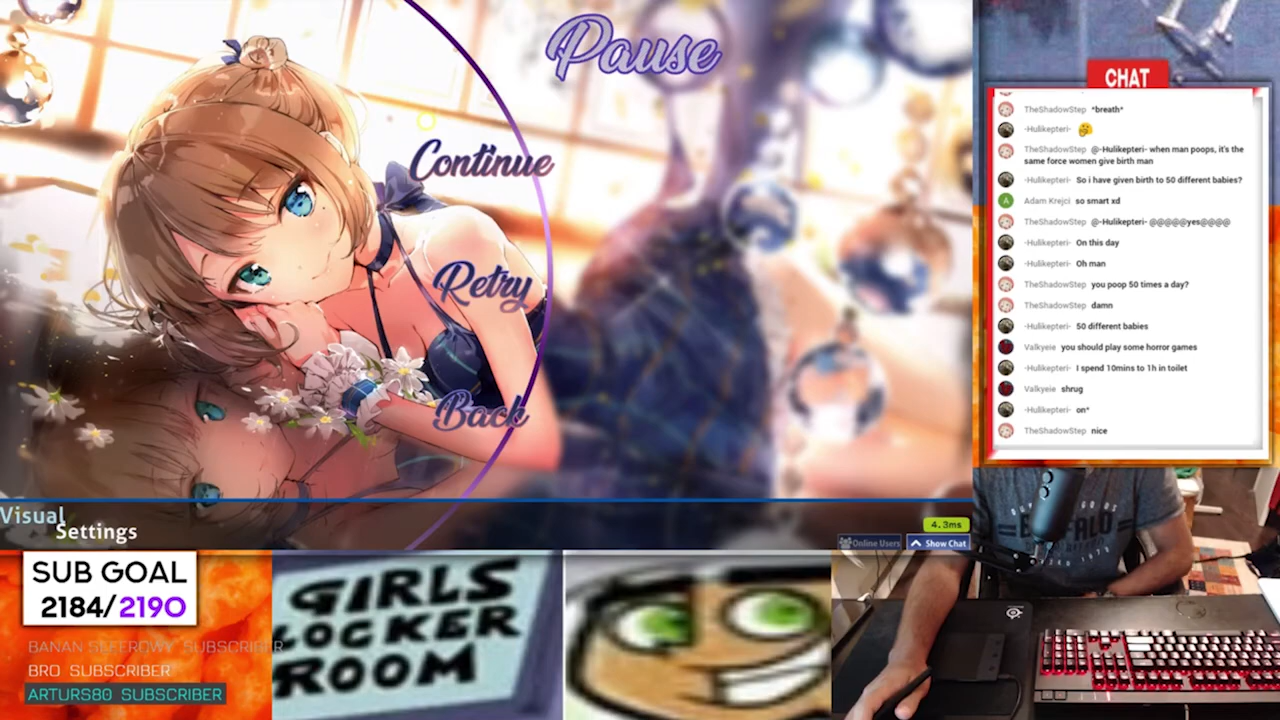 Pause
Continue
Retry
Back
Visual
Settings
4.3ms
Online Users
Show Chat
CHAT
TheShadowStep *breath*
-Hulikepteri-
TheShadowStep @-Hulikepteri- when man poops, it's the
same force women give birth man
-Hulikepteri- So i have given birth to 50 different babies?
A Adam Krejci so smart xd
TheShadowStep @-Hulikepteri- @@@@@yes@@@@
-Hulikepteri- On this day
-Hulikepteri- Oh man
TheShadowStep you poop 50 times a day?
TheShadowStep damn
-Hulikepteri- 50 different babies
Valkyeie you should play some horror games
-Hulikepteri- I spend 10mins to 1h in toilet
Valkyeie shrug
-Hulikepteri- on*
TheShadowStep nice
SUB GOAL
2184/2190
BANAN SEFEROWY SUBSCRIBER
BRO SUBSCRIBER
ARTURS80 SUBSCRIBER
GIRLS
LOCKER
ROOM
BUFFALO